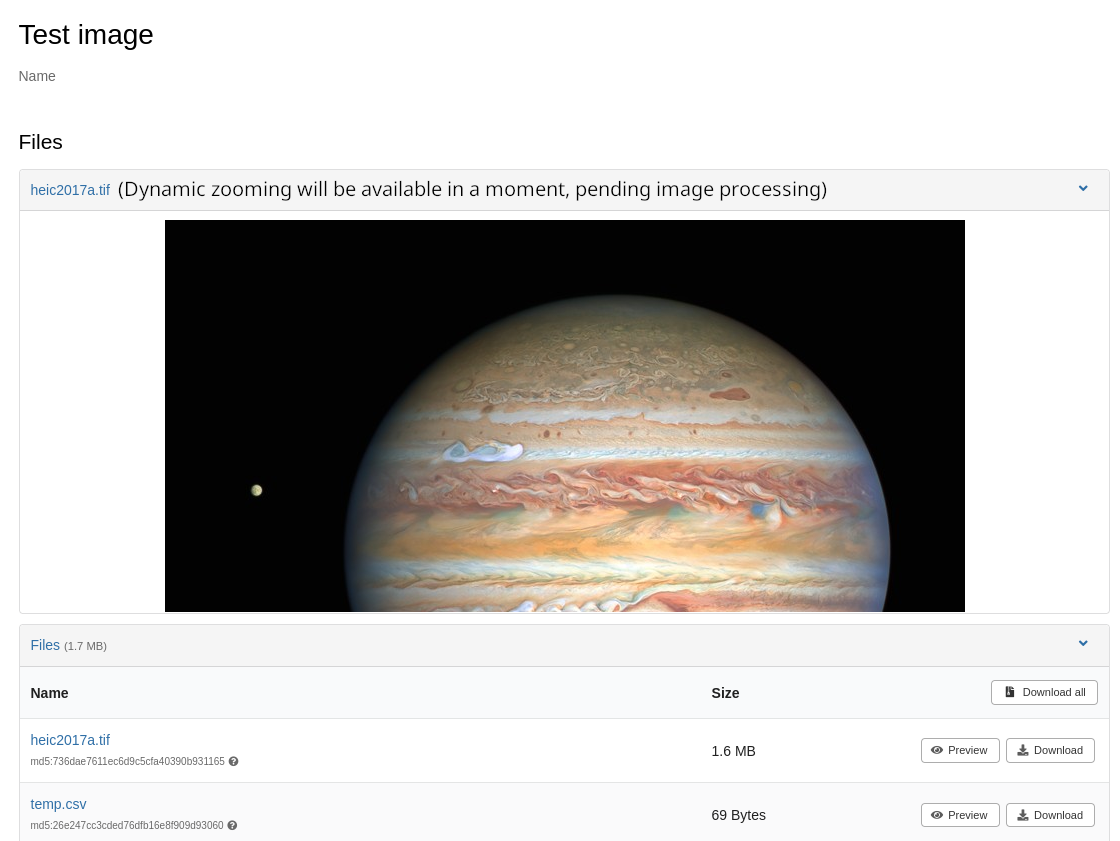 Test image
Name
Files
heic2017a.tif (Dynamic zooming will be available in a moment, pending image processing)
Files (1.7 MB)
Name Size Download all
heic2017a.tif
md5:736dae7611ec6d9c5cfa40390b931165
1.6 MB Preview Download
temp.csv
md5:26e247cc3cded76dfb16e8f909d93060
69 Bytes Preview Download